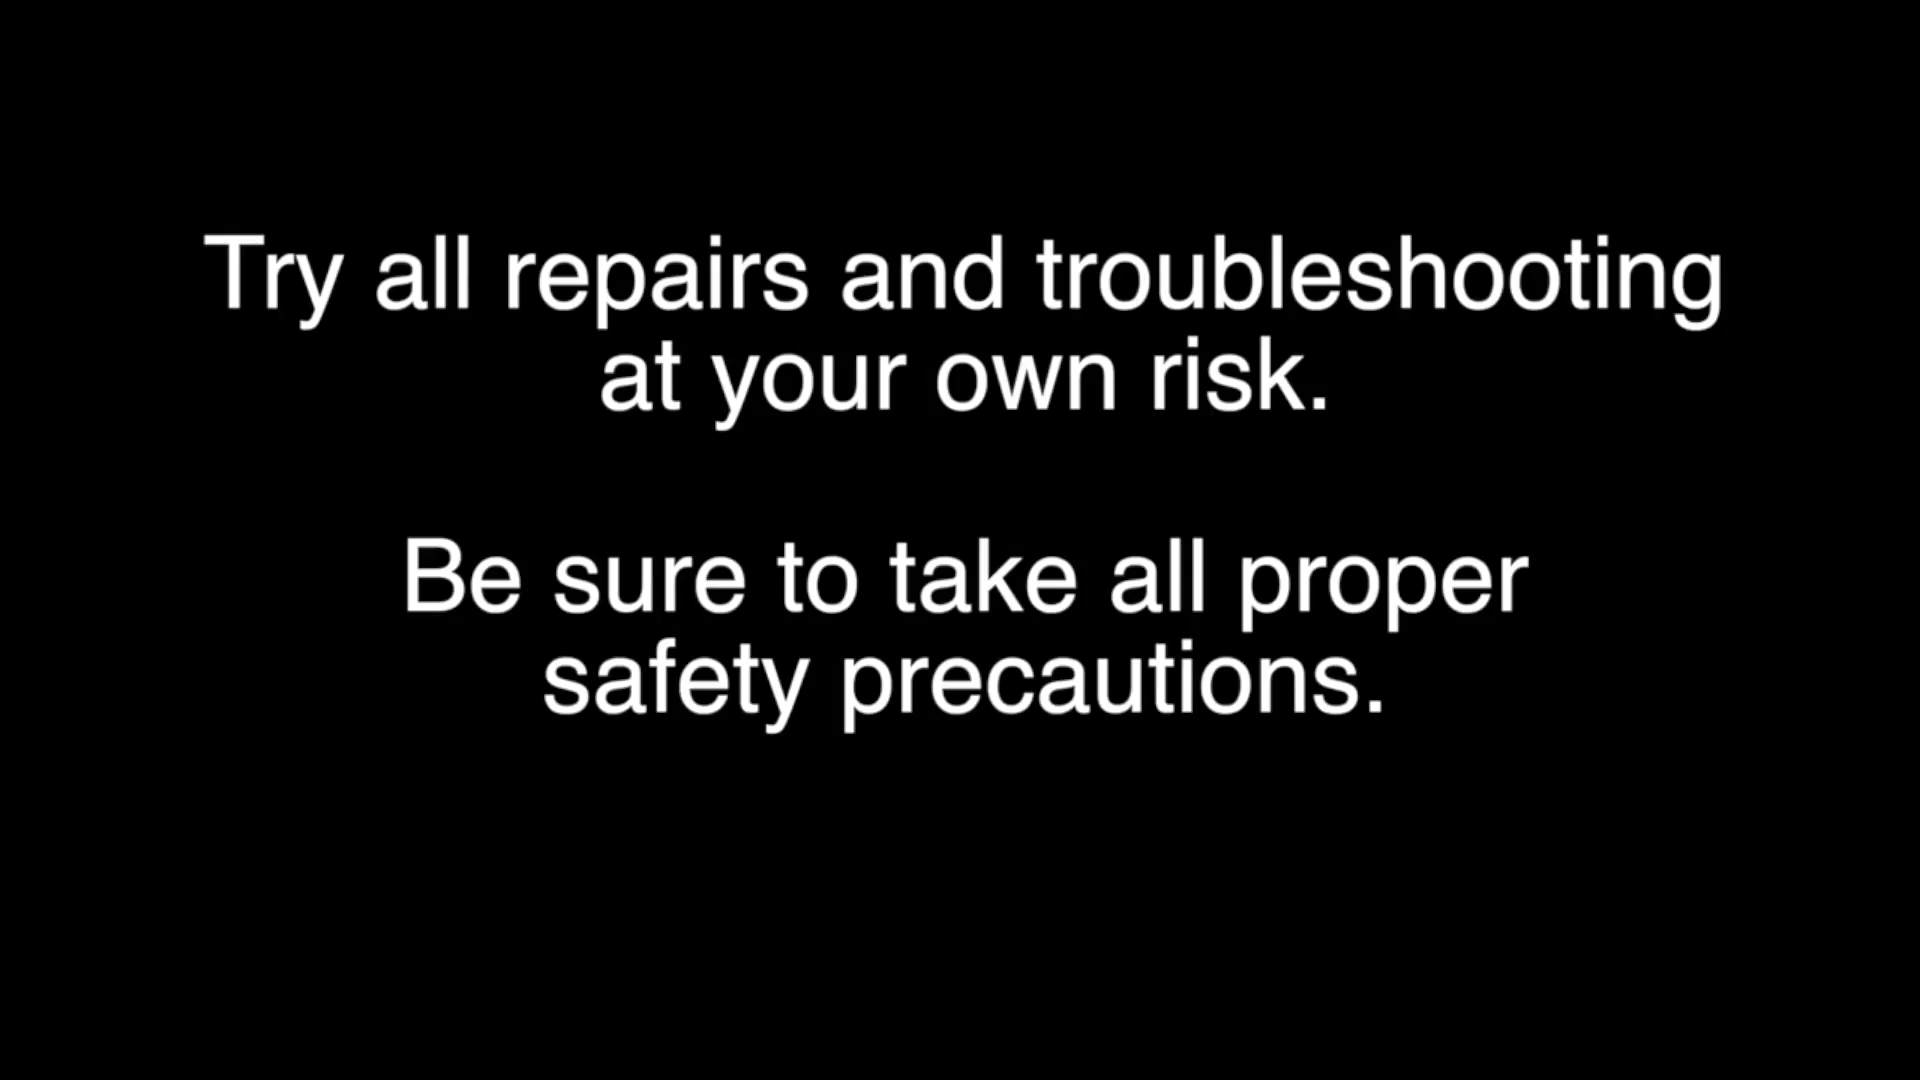 Try all repairs and troubleshooting
at your own risk.
Be sure to take all proper
safety precautions.